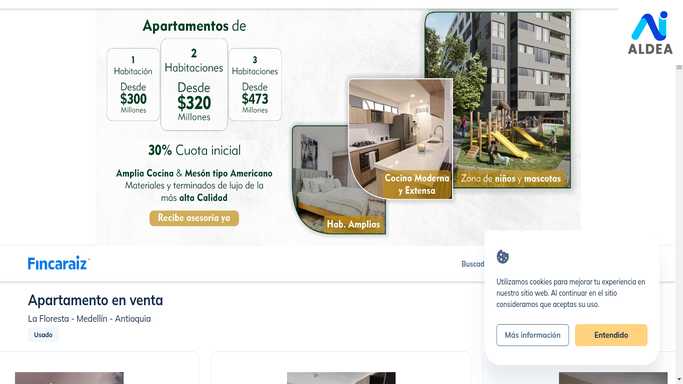 Apartamentos de
1
Habitación
Desde
$300
Millones
2
Habitaciones
Desde
$320
Millones
3
Habitaciones
Desde
$473
Millones
30% Cuota inicial
Amplia Cocina & Mesón tipo Americano
Materiales y terminados de lujo de la
más alta Calidad
Recibe asesoría ya
Hab. Amplias
Cocina Moderna
y Extensa
Zona de niños y mascotas
ALDEA
Fincaraiz
Buscad
Apartamento en venta
La Floresta - Medellín - Antioquia
Usado
Utilizamos cookies para mejorar tu experiencia en
nuestro sitio web. Al continuar en el sitio
consideramos que aceptas su uso.
Más información
Entendido